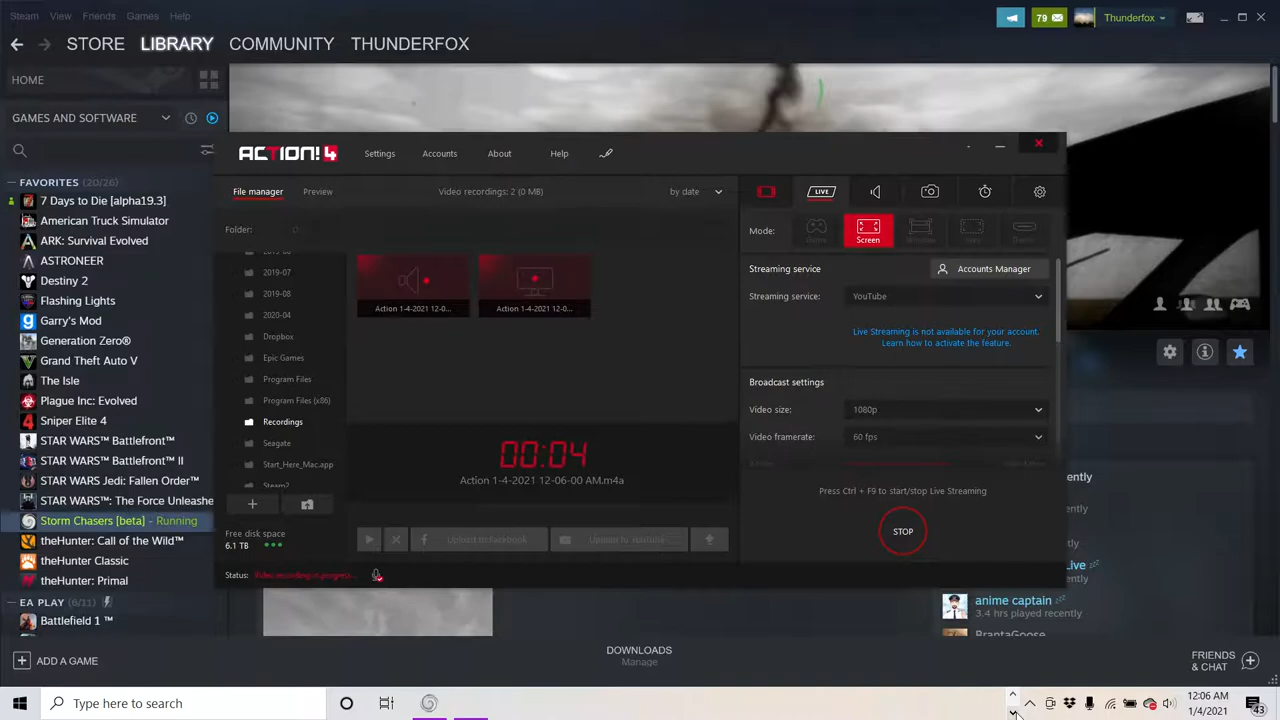 Steam View Friends Games Help
79 Thunderfox
STORE LIBRARY COMMUNITY THUNDERFOX
HOME
GAMES AND SOFTWARE
FAVORITES (20/26)
7 Days to Die [alpha19.3]
American Truck Simulator
ARK: Survival Evolved
ASTRONEER
Destiny 2
Flashing Lights
Garry's Mod
Generation Zero®
Grand Theft Auto V
The Isle
Plague Inc: Evolved
Sniper Elite 4
STAR WARS™ Battlefront™
STAR WARS™ Battlefront™ II
STAR WARS Jedi: Fallen Order™
STAR WARS™: The Force Unleashe
Storm Chasers [beta] - Running
theHunter: Call of the Wild™
theHunter Classic
theHunter: Primal
EA PLAY (6/11)
Battlefield 1 ™
ADD A GAME
ACTION! 4
Settings Accounts About Help
File manager Preview Video recordings: 2 (0 MB) by date
Folder:
2019-07
2019-08
2020-04
Dropbox
Epic Games
Program Files
Program Files (x86)
Recordings
Seagate
Start_Here_Mac.app
Steam2
Action 1-4-2021 12-0...
Action 1-4-2021 12-0...
00:04
Action 1-4-2021 12-06-00 AM.m4a
Upload to Facebook
Upload to YouTube
Free disk space
6.1 TB
Status: Video recording in progress...
LIVE
Mode:
Screen
Streaming service
Accounts Manager
Streaming service: YouTube
Live Streaming is not available for your account.
Learn how to activate the feature.
Broadcast settings
Video size: 1080p
Video framerate: 60 fps
Press Ctrl + F9 to start/stop Live Streaming
STOP
anime captain
3.4 hrs played recently
BrantaGoose
DOWNLOADS
Manage
FRIENDS
& CHAT
Type here to search
12:06 AM
1/4/2021
43